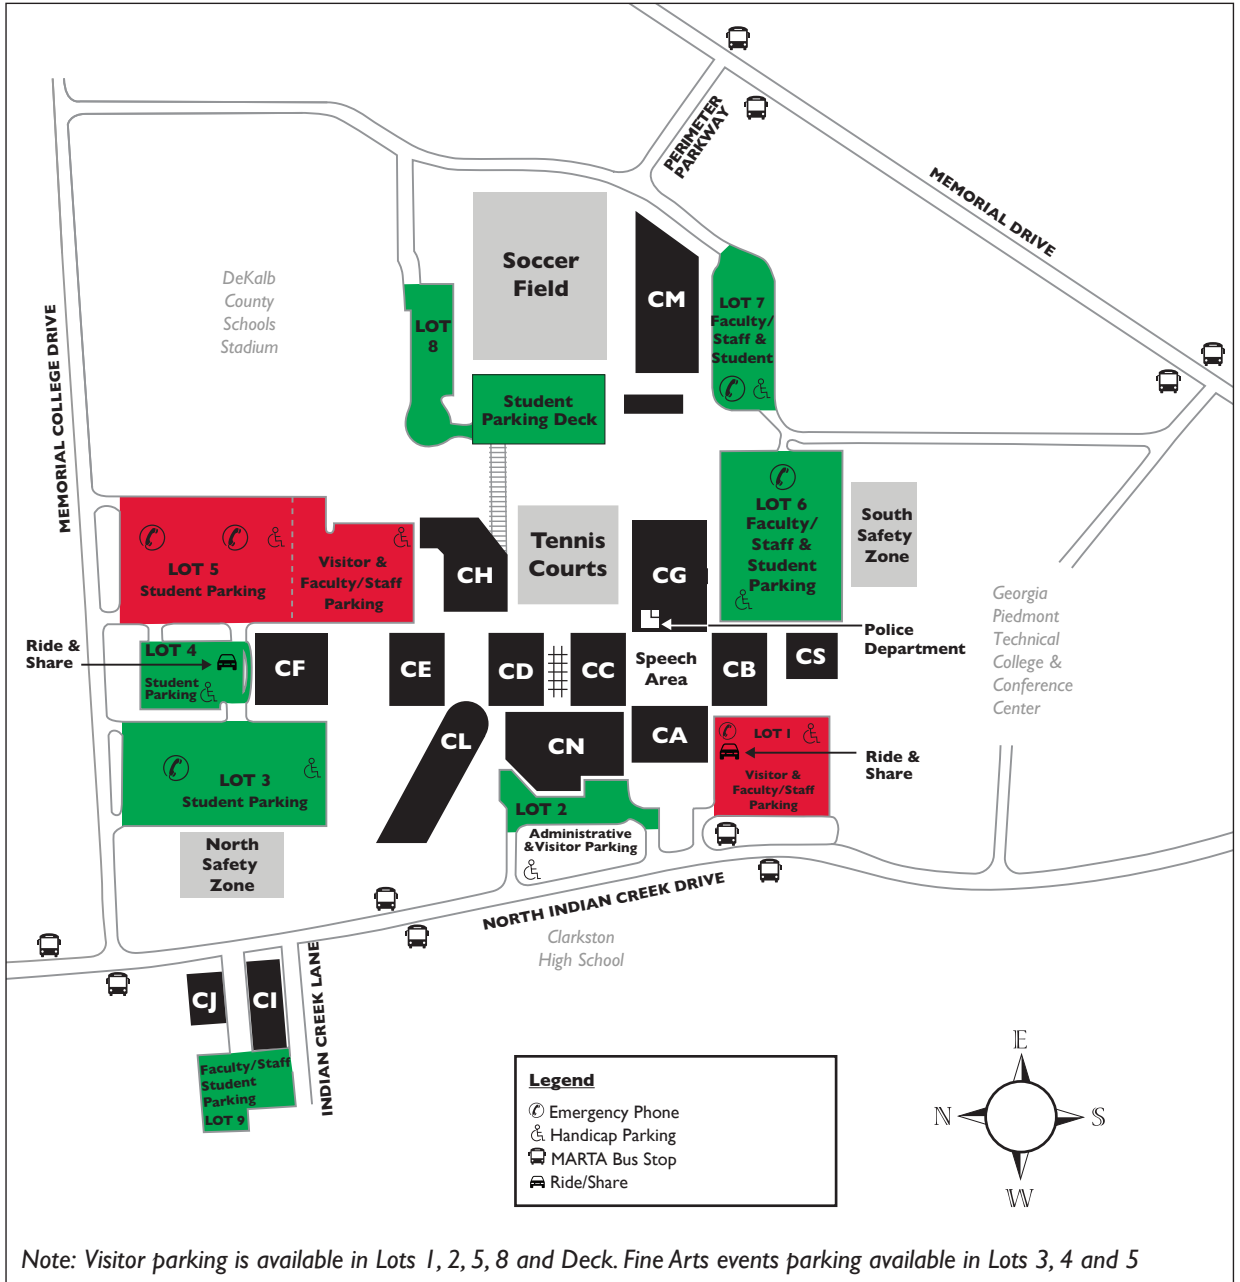 PERIMETER
PARKWAY
MEMORIAL DRIVE
MEMORIAL COLLEGE DRIVE
DeKalb
County
Schools
Stadium
Soccer
Field
CM
LOT 7
Faculty/
Staff &
Student
LOT
8
Student
Parking Deck
LOT 6
Faculty/
Staff &
Student
Parking
South
Safety
Zone
LOT 5
Student Parking
Visitor &
Faculty/Staff
Parking
CH
Tennis
Courts
CG
Georgia
Piedmont
Technical
College &
Conference
Center
Police
Department
Ride &
Share
LOT 4
Student
Parking
CF
CE
CD
CC
Speech
Area
CB
CS
CL
CN
CA
LOT 1
Visitor &
Faculty/Staff
Parking
Ride &
Share
LOT 3
Student Parking
LOT 2
Administrative
&Visitor Parking
North
Safety
Zone
NORTH INDIAN CREEK DRIVE
Clarkston
High School
INDIAN CREEK LANE
CJ
CI
Faculty/Staff
Student
Parking
LOT 9
Legend
Emergency Phone
Handicap Parking
MARTA Bus Stop
Ride/Share
E
N
S
W
Note: Visitor parking is available in Lots 1, 2, 5, 8 and Deck. Fine Arts events parking available in Lots 3, 4 and 5